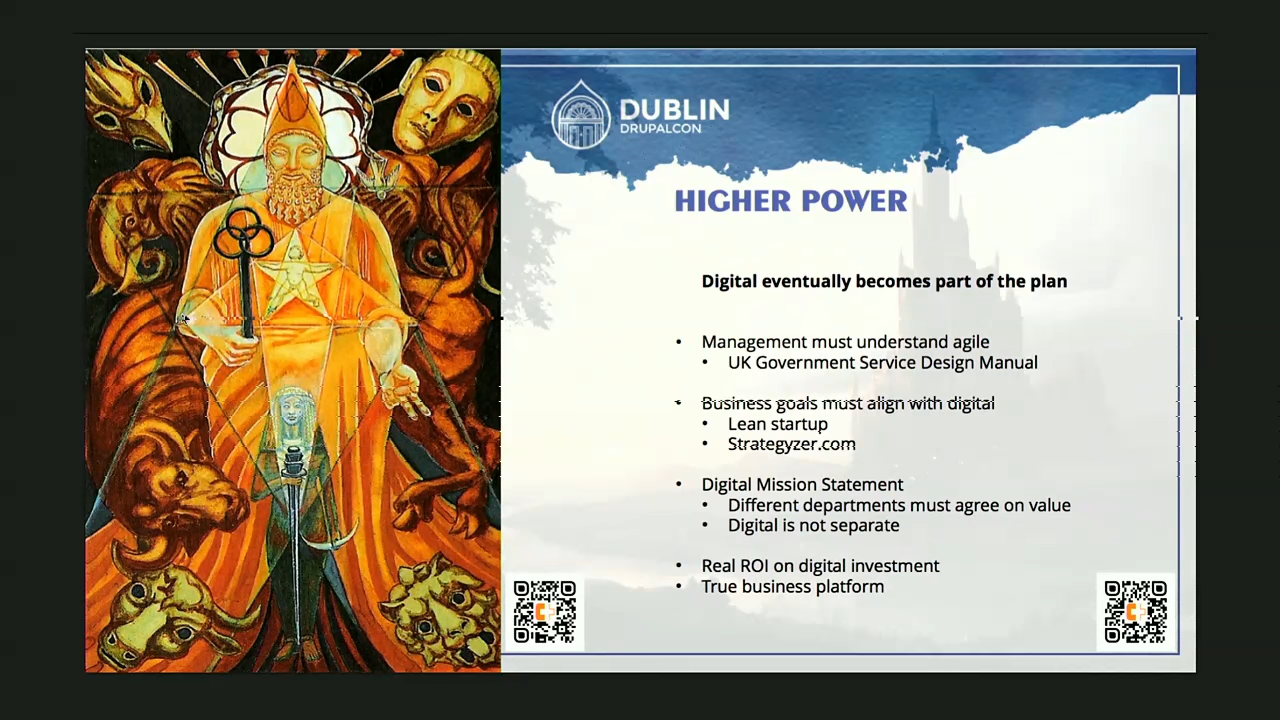 DUBLIN
DRUPALCON
HIGHER POWER
Digital eventually becomes part of the plan
• Management must understand agile
• UK Government Service Design Manual
• Business goals must align with digital
• Lean startup
• Strategyzer.com
• Digital Mission Statement
• Different departments must agree on value
• Digital is not separate
• Real ROI on digital investment
• True business platform